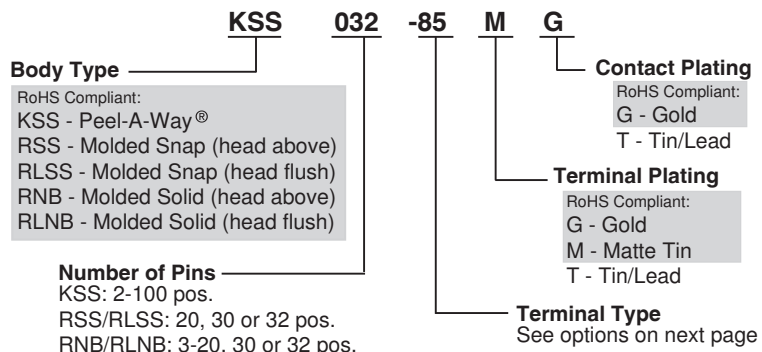 KSS 032 -85 M G
Body Type
RoHS Compliant:
KSS - Peel-A-Way®
RSS - Molded Snap (head above)
RLSS - Molded Snap (head flush)
RNB - Molded Solid (head above)
RLNB - Molded Solid (head flush)
Number of Pins
KSS: 2-100 pos.
RSS/RLSS: 20, 30 or 32 pos.
RNB/RLNB: 3-20, 30 or 32 pos.
Contact Plating
RoHS Compliant:
G - Gold
T - Tin/Lead
Terminal Plating
RoHS Compliant:
G - Gold
M - Matte Tin
T - Tin/Lead
Terminal Type
See options on next page